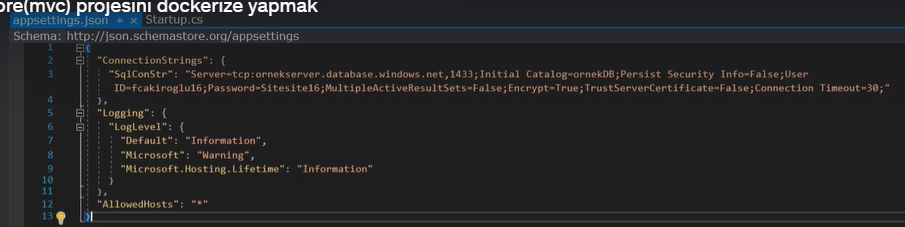 ore(mvc) projesini dockerize yapmak
appsettings.json Startup.cs
Schema: http://json.schemastore.org/appsettings
1 {
2 "ConnectionStrings": {
3 "SqlConStr": "Server=tcp:ornekserver.database.windows.net,1433;Initial Catalog=ornekDB;Persist Security Info=False;User
ID=fcakiroglu16;Password=Sitesite16;MultipleActiveResultSets=False;Encrypt=True;TrustServerCertificate=False;Connection Timeout=30;"
4 },
5 "Logging": {
6 "LogLevel": {
7 "Default": "Information",
8 "Microsoft": "Warning",
9 "Microsoft.Hosting.Lifetime": "Information"
10 }
11 },
12 "AllowedHosts": "*"
13 }